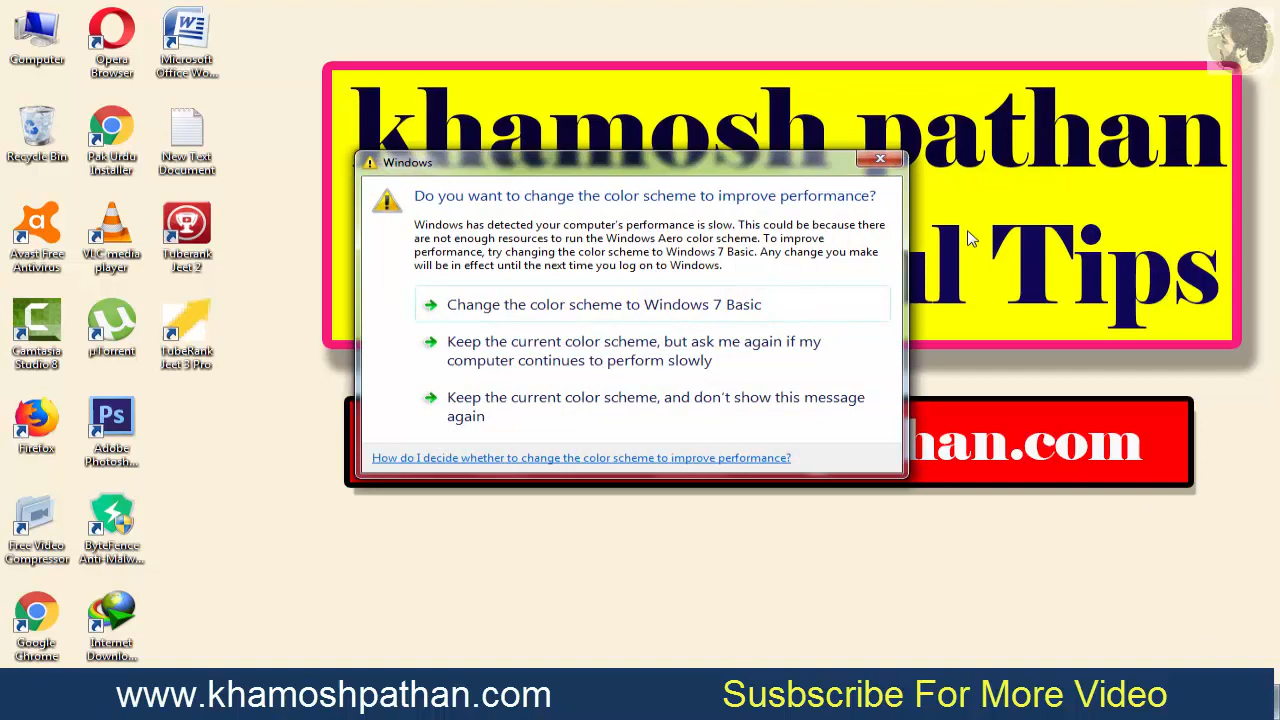 Computer
Opera
Browser
Microsoft
Office Wo...
Recycle Bin
Pak Urdu
Installer
New Text
Document
Avast Free
Antivirus
VLC media
player
Tuberank
Jeet 2
Camtasia
Studio 8
µTorrent
TubeRank
Jeet 3 Pro
Firefox
Ps
Adobe
Photosh...
Free Video
Compressor
ByteFence
Anti-Malw...
Google
Chrome
Internet
Downlo...
khamosh pathan
ul Tips
han.com
Windows
Do you want to change the color scheme to improve performance?
Windows has detected your computer's performance is slow. This could be because there
are not enough resources to run the Windows Aero color scheme. To improve
performance, try changing the color scheme to Windows 7 Basic. Any change you make
will be in effect until the next time you log on to Windows.
Change the color scheme to Windows 7 Basic
Keep the current color scheme, but ask me again if my
computer continues to perform slowly
Keep the current color scheme, and don't show this message
again
How do I decide whether to change the color scheme to improve performance?
www.khamoshpathan.com
Susbscribe For More Video